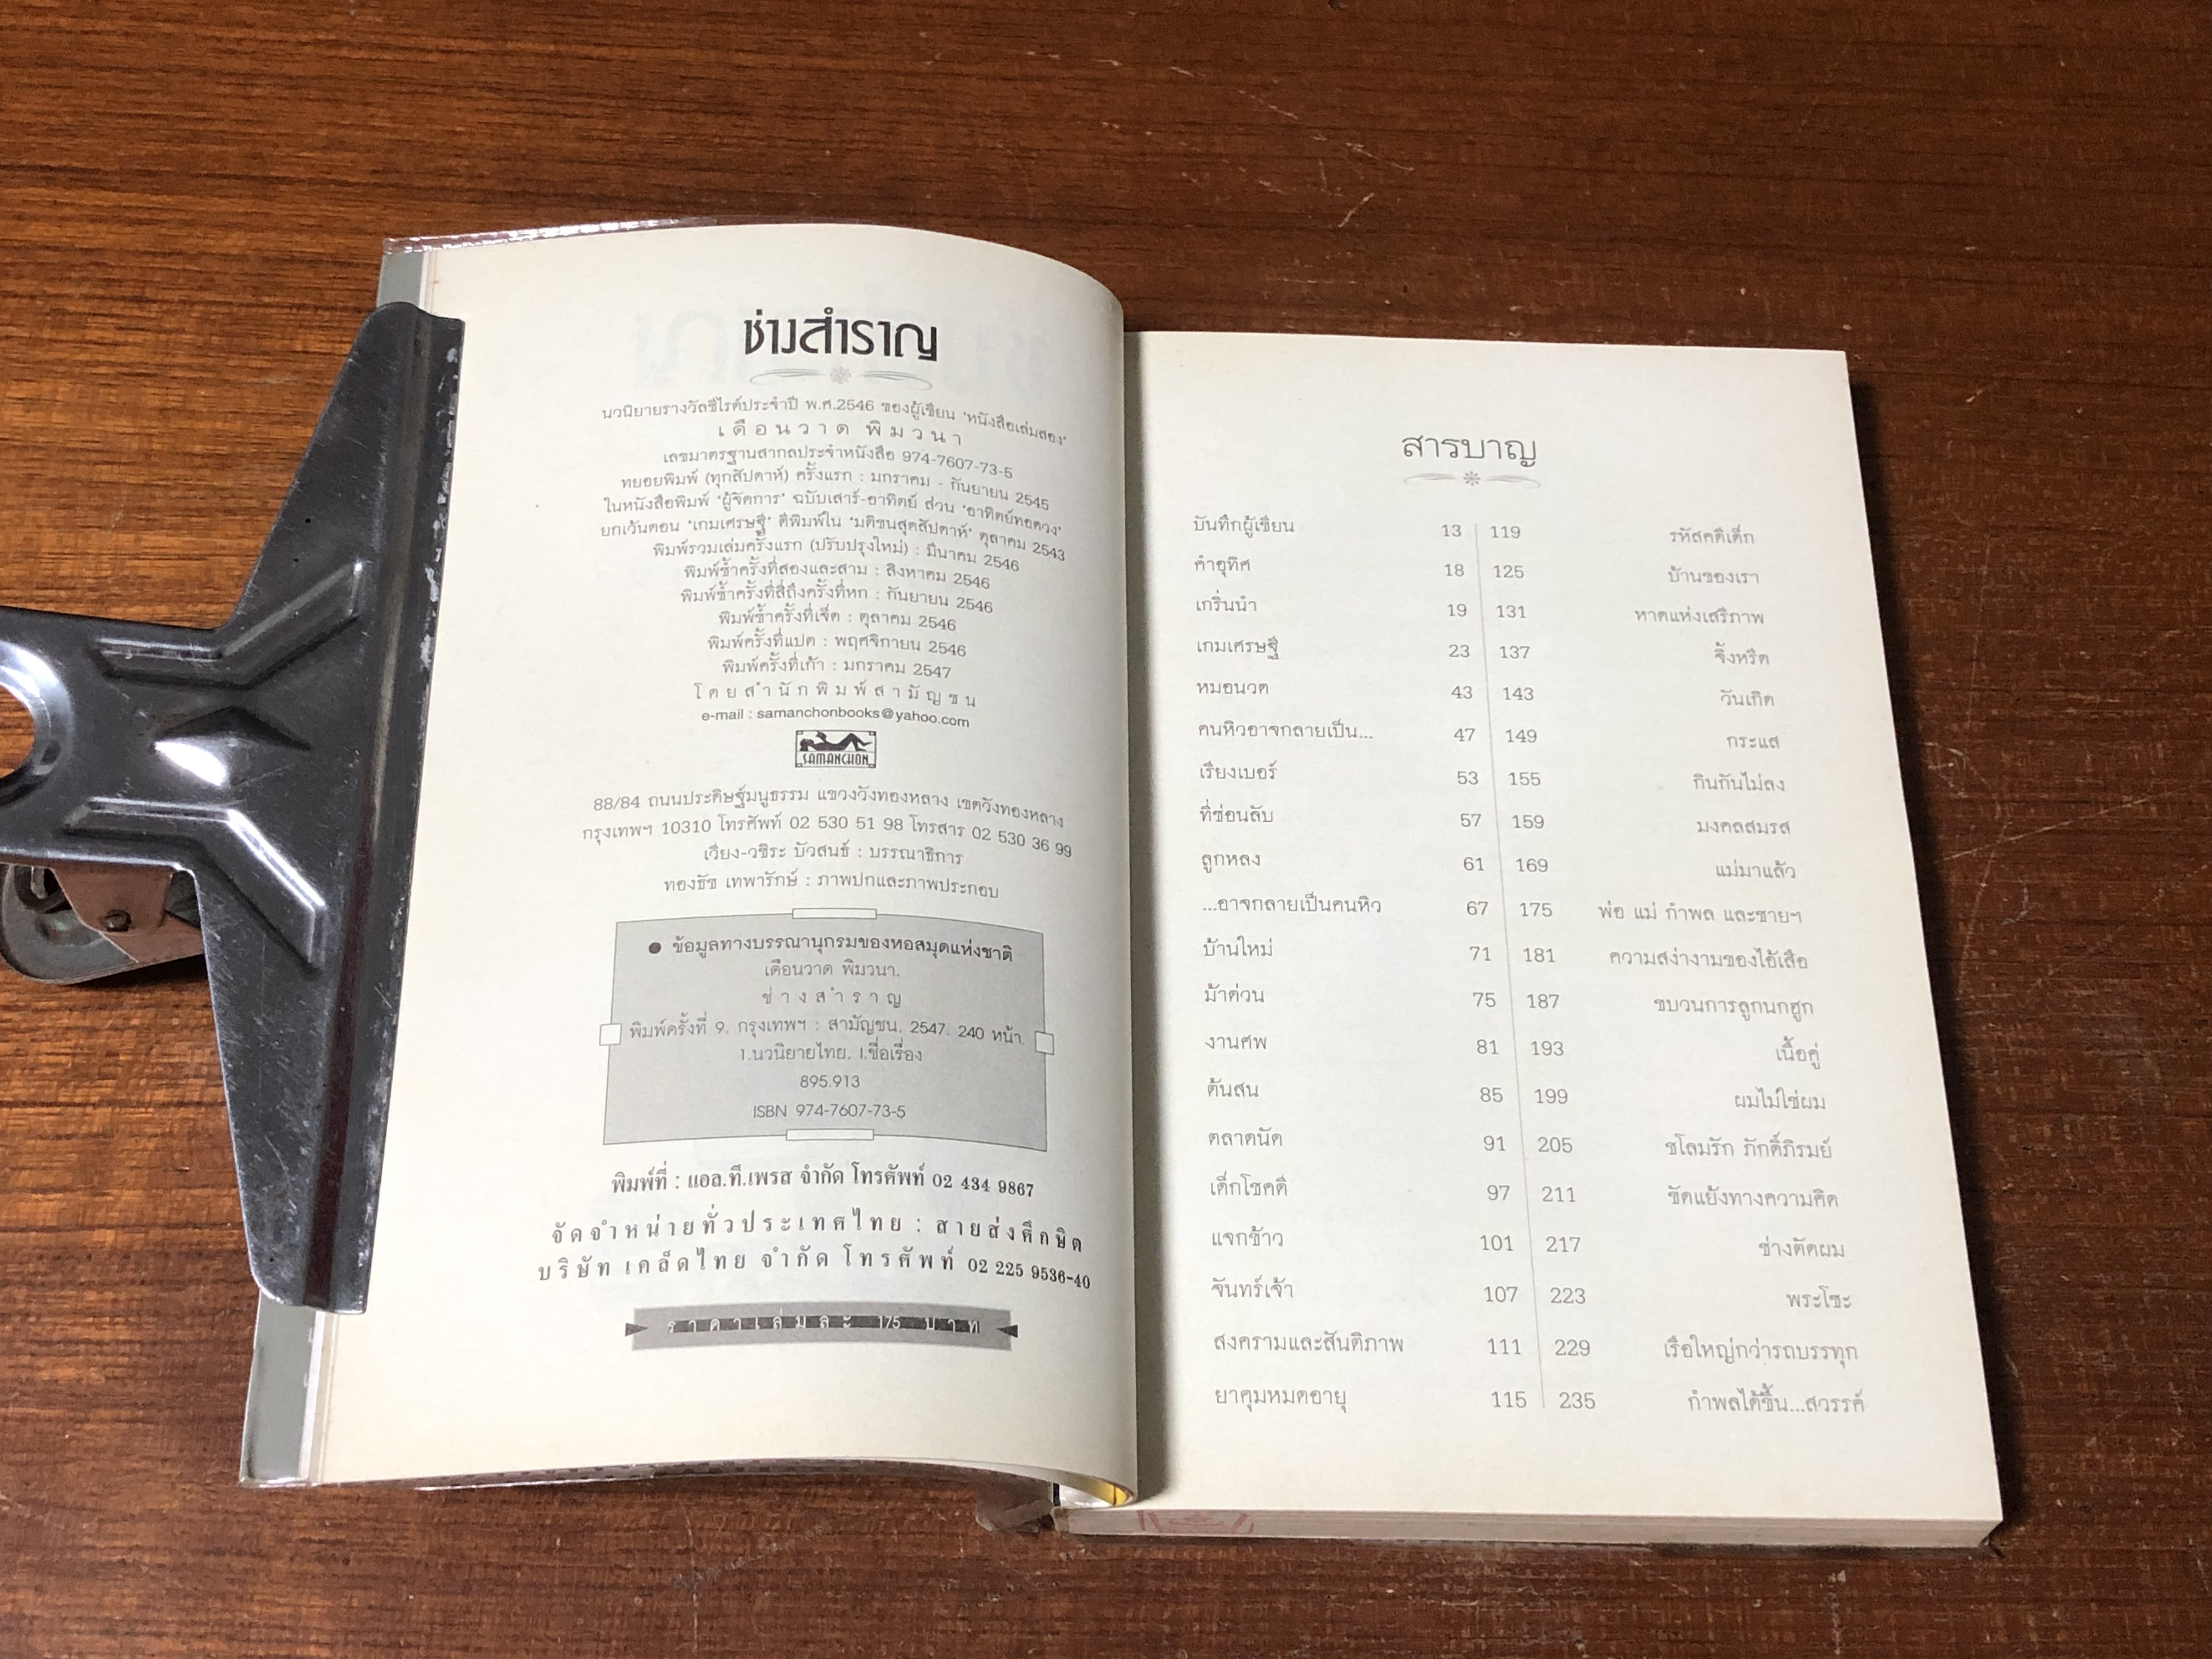 ช่างสำราญ
นวนิยายรางวัลซีไรต์ประจำปี พ.ศ.2546 ของผู้เขียน 'หนังสือเล่มสอง'
เดือนวาด พิมวนา
เลขมาตรฐานสากลประจำหนังสือ 974-7607-73-5
ทยอยพิมพ์ (ทุกสัปดาห์) ครั้งแรก : มกราคม - กันยายน 2545
ในหนังสือพิมพ์ 'ผู้จัดการ' ฉบับเสาร์-อาทิตย์ ส่วน 'อาทิตย์ทอดวง'
ยกเว้นตอน 'เกมเศรษฐี' ตีพิมพ์ใน 'มติชนสุดสัปดาห์' ตุลาคม 2543
พิมพ์รวมเล่มครั้งแรก (ปรับปรุงใหม่) : มีนาคม 2546
พิมพ์ซ้ำครั้งที่สองและสาม : สิงหาคม 2546
พิมพ์ซ้ำครั้งที่สี่ถึงครั้งที่หก : กันยายน 2546
พิมพ์ซ้ำครั้งที่เจ็ด : ตุลาคม 2546
พิมพ์ครั้งที่แปด : พฤศจิกายน 2546
พิมพ์ครั้งที่เก้า : มกราคม 2547
โดยสำนักพิมพ์สามัญชน
e-mail : samanchonbooks@yahoo.com
SAMANCHON
88/84 ถนนประดิษฐ์มนูธรรม แขวงวังทองหลาง เขตวังทองหลาง
กรุงเทพฯ 10310 โทรศัพท์ 02 530 51 98 โทรสาร 02 530 36 99
เวียง-วชิระ บัวสนธ์ : บรรณาธิการ
ทองธัช เทพารักษ์ : ภาพปกและภาพประกอบ
● ข้อมูลทางบรรณานุกรมของหอสมุดแห่งชาติ
เดือนวาด พิมวนา.
ช่างสำราญ
พิมพ์ครั้งที่ 9. กรุงเทพฯ : สามัญชน, 2547. 240 หน้า.
1.นวนิยายไทย, I.ชื่อเรื่อง
895.913
ISBN 974-7607-73-5
พิมพ์ที่ : แอล.ที.เพรส จำกัด โทรศัพท์ 02 434 9867
จัดจำหน่ายทั่วประเทศไทย : สายส่งศึกษิต
บริษัท เคล็ดไทย จำกัด โทรศัพท์ 02 225 9536-40
ราคาเล่มละ 175 บาท
สารบาญ
บันทึกผู้เขียน 13
คำอุทิศ 18
เกริ่นนำ 19
เกมเศรษฐี 23
หมอนวด 43
คนหิวอาจกลายเป็น... 47
เรียงเบอร์ 53
ที่ซ่อนลับ 57
ลูกหลง 61
...อาจกลายเป็นคนหิว 67
บ้านใหม่ 71
ม้าด่วน 75
งานศพ 81
ต้นสน 85
ตลาดนัด 91
เด็กโชคดี 97
แจกข้าว 101
จันทร์เจ้า 107
สงครามและสันติภาพ 111
ยาคุมหมดอายุ 115
119 รหัสคดีเด็ก
125 บ้านของเรา
131 หาดแห่งเสรีภาพ
137 จิ้งหรีด
143 วันเกิด
149 กระแส
155 กินกันไม่ลง
159 มงคลสมรส
169 แม่มาแล้ว
175 พ่อ แม่ กำพล และชายฯ
181 ความสง่างามของไอ้เสือ
187 ขบวนการลูกนกฮูก
193 เนื้อคู่
199 ผมไม่ใช่ผม
205 ชโลมรัก ภักดิ์ภิรมย์
211 ขัดแย้งทางความคิด
217 ช่างตัดผม
223 พระโชะ
229 เรือใหญ่กว่ารถบรรทุก
235 กำพลได้ขึ้น...สวรรค์